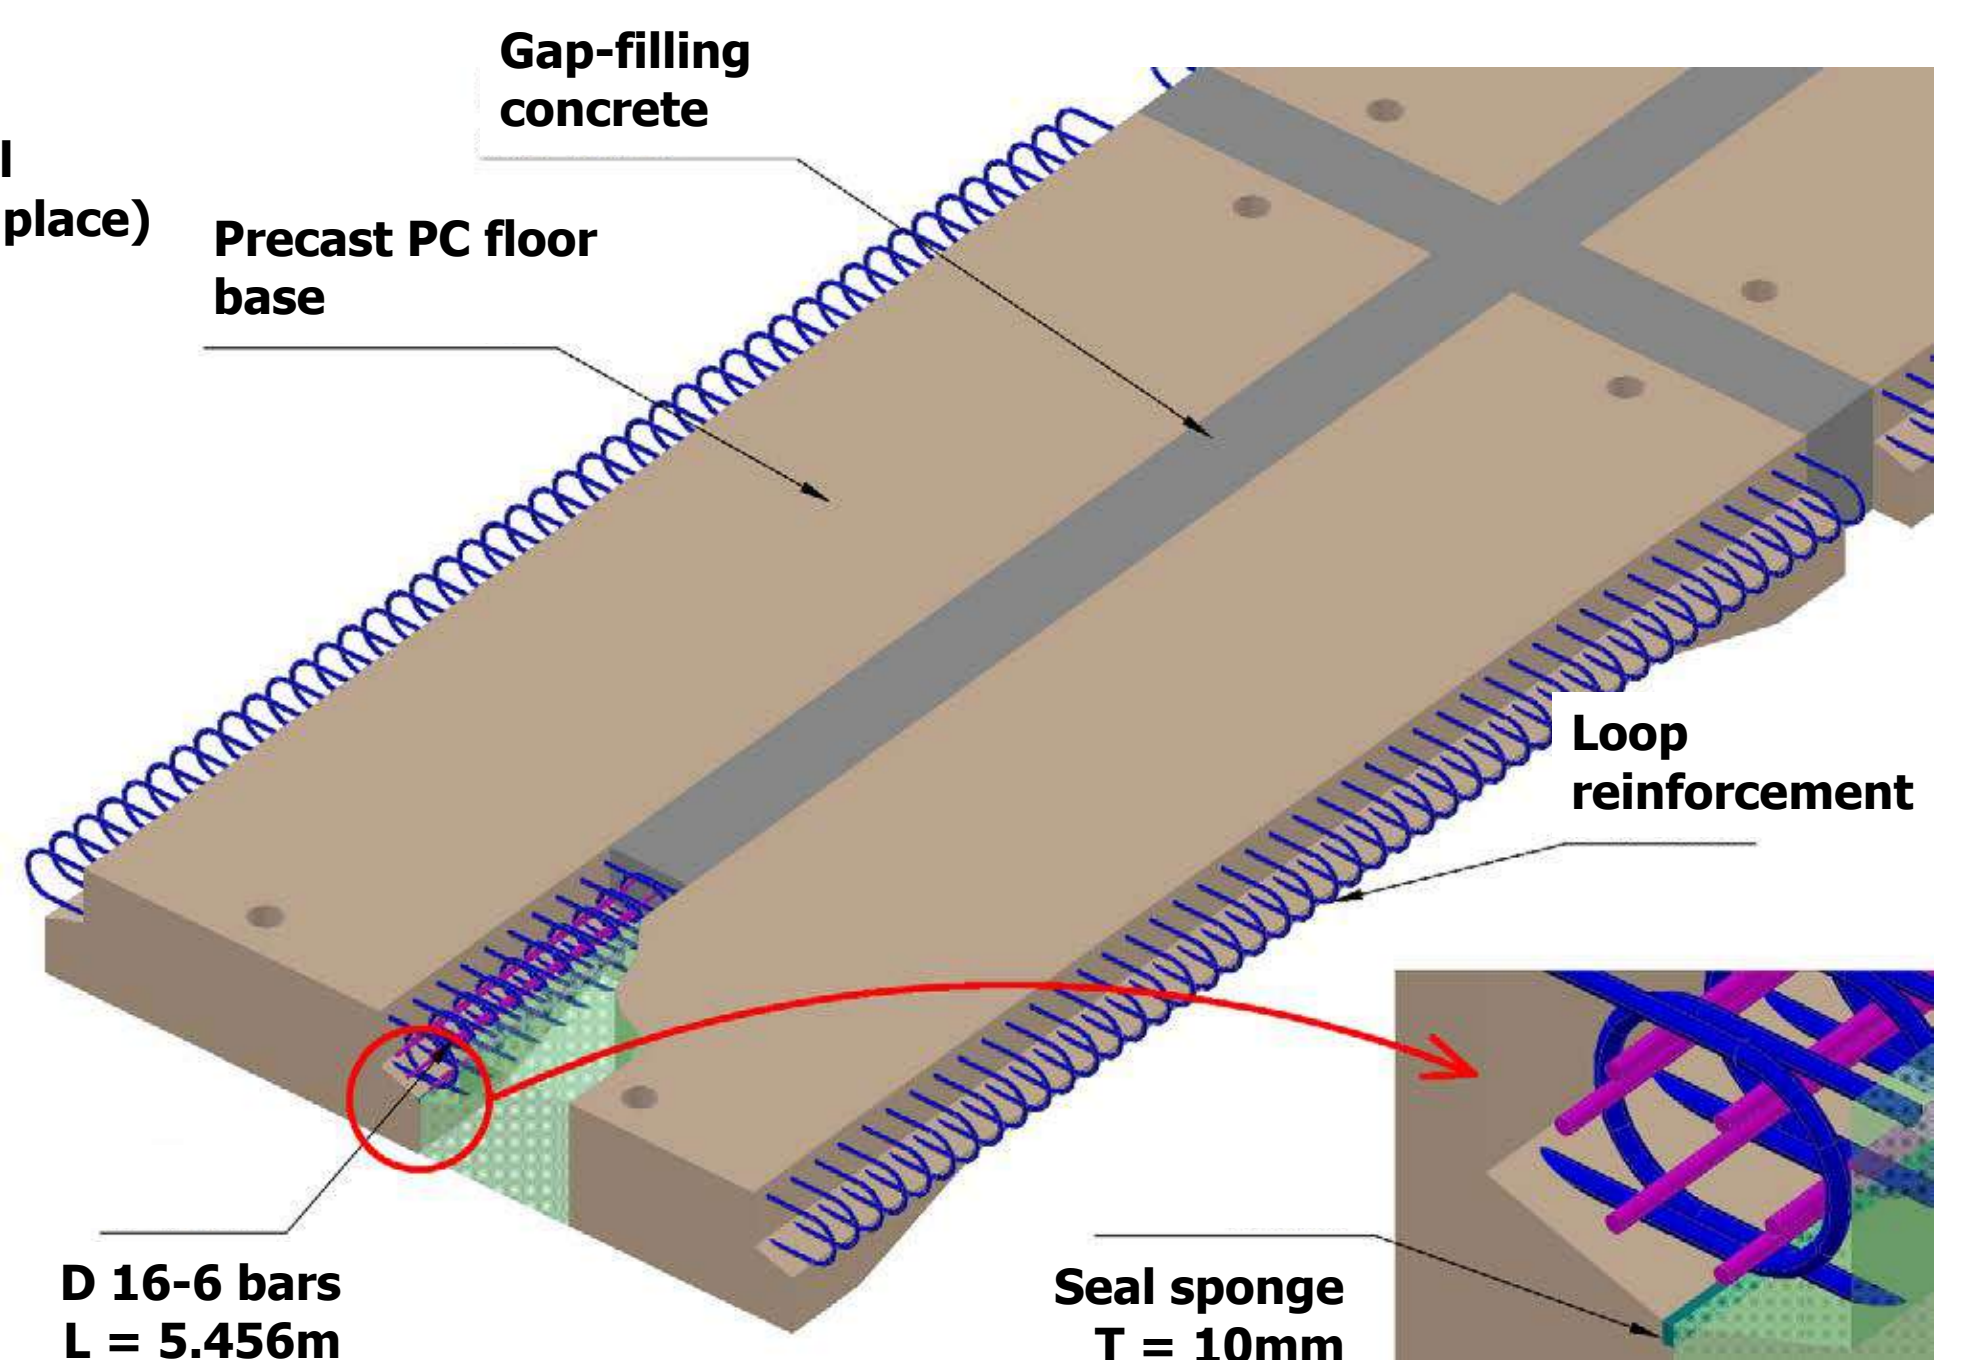 Gap-filling
concrete
place)
Precast PC floor
base
Loop
reinforcement
D 16-6 bars
L = 5.456m
Seal sponge
T = 10mm